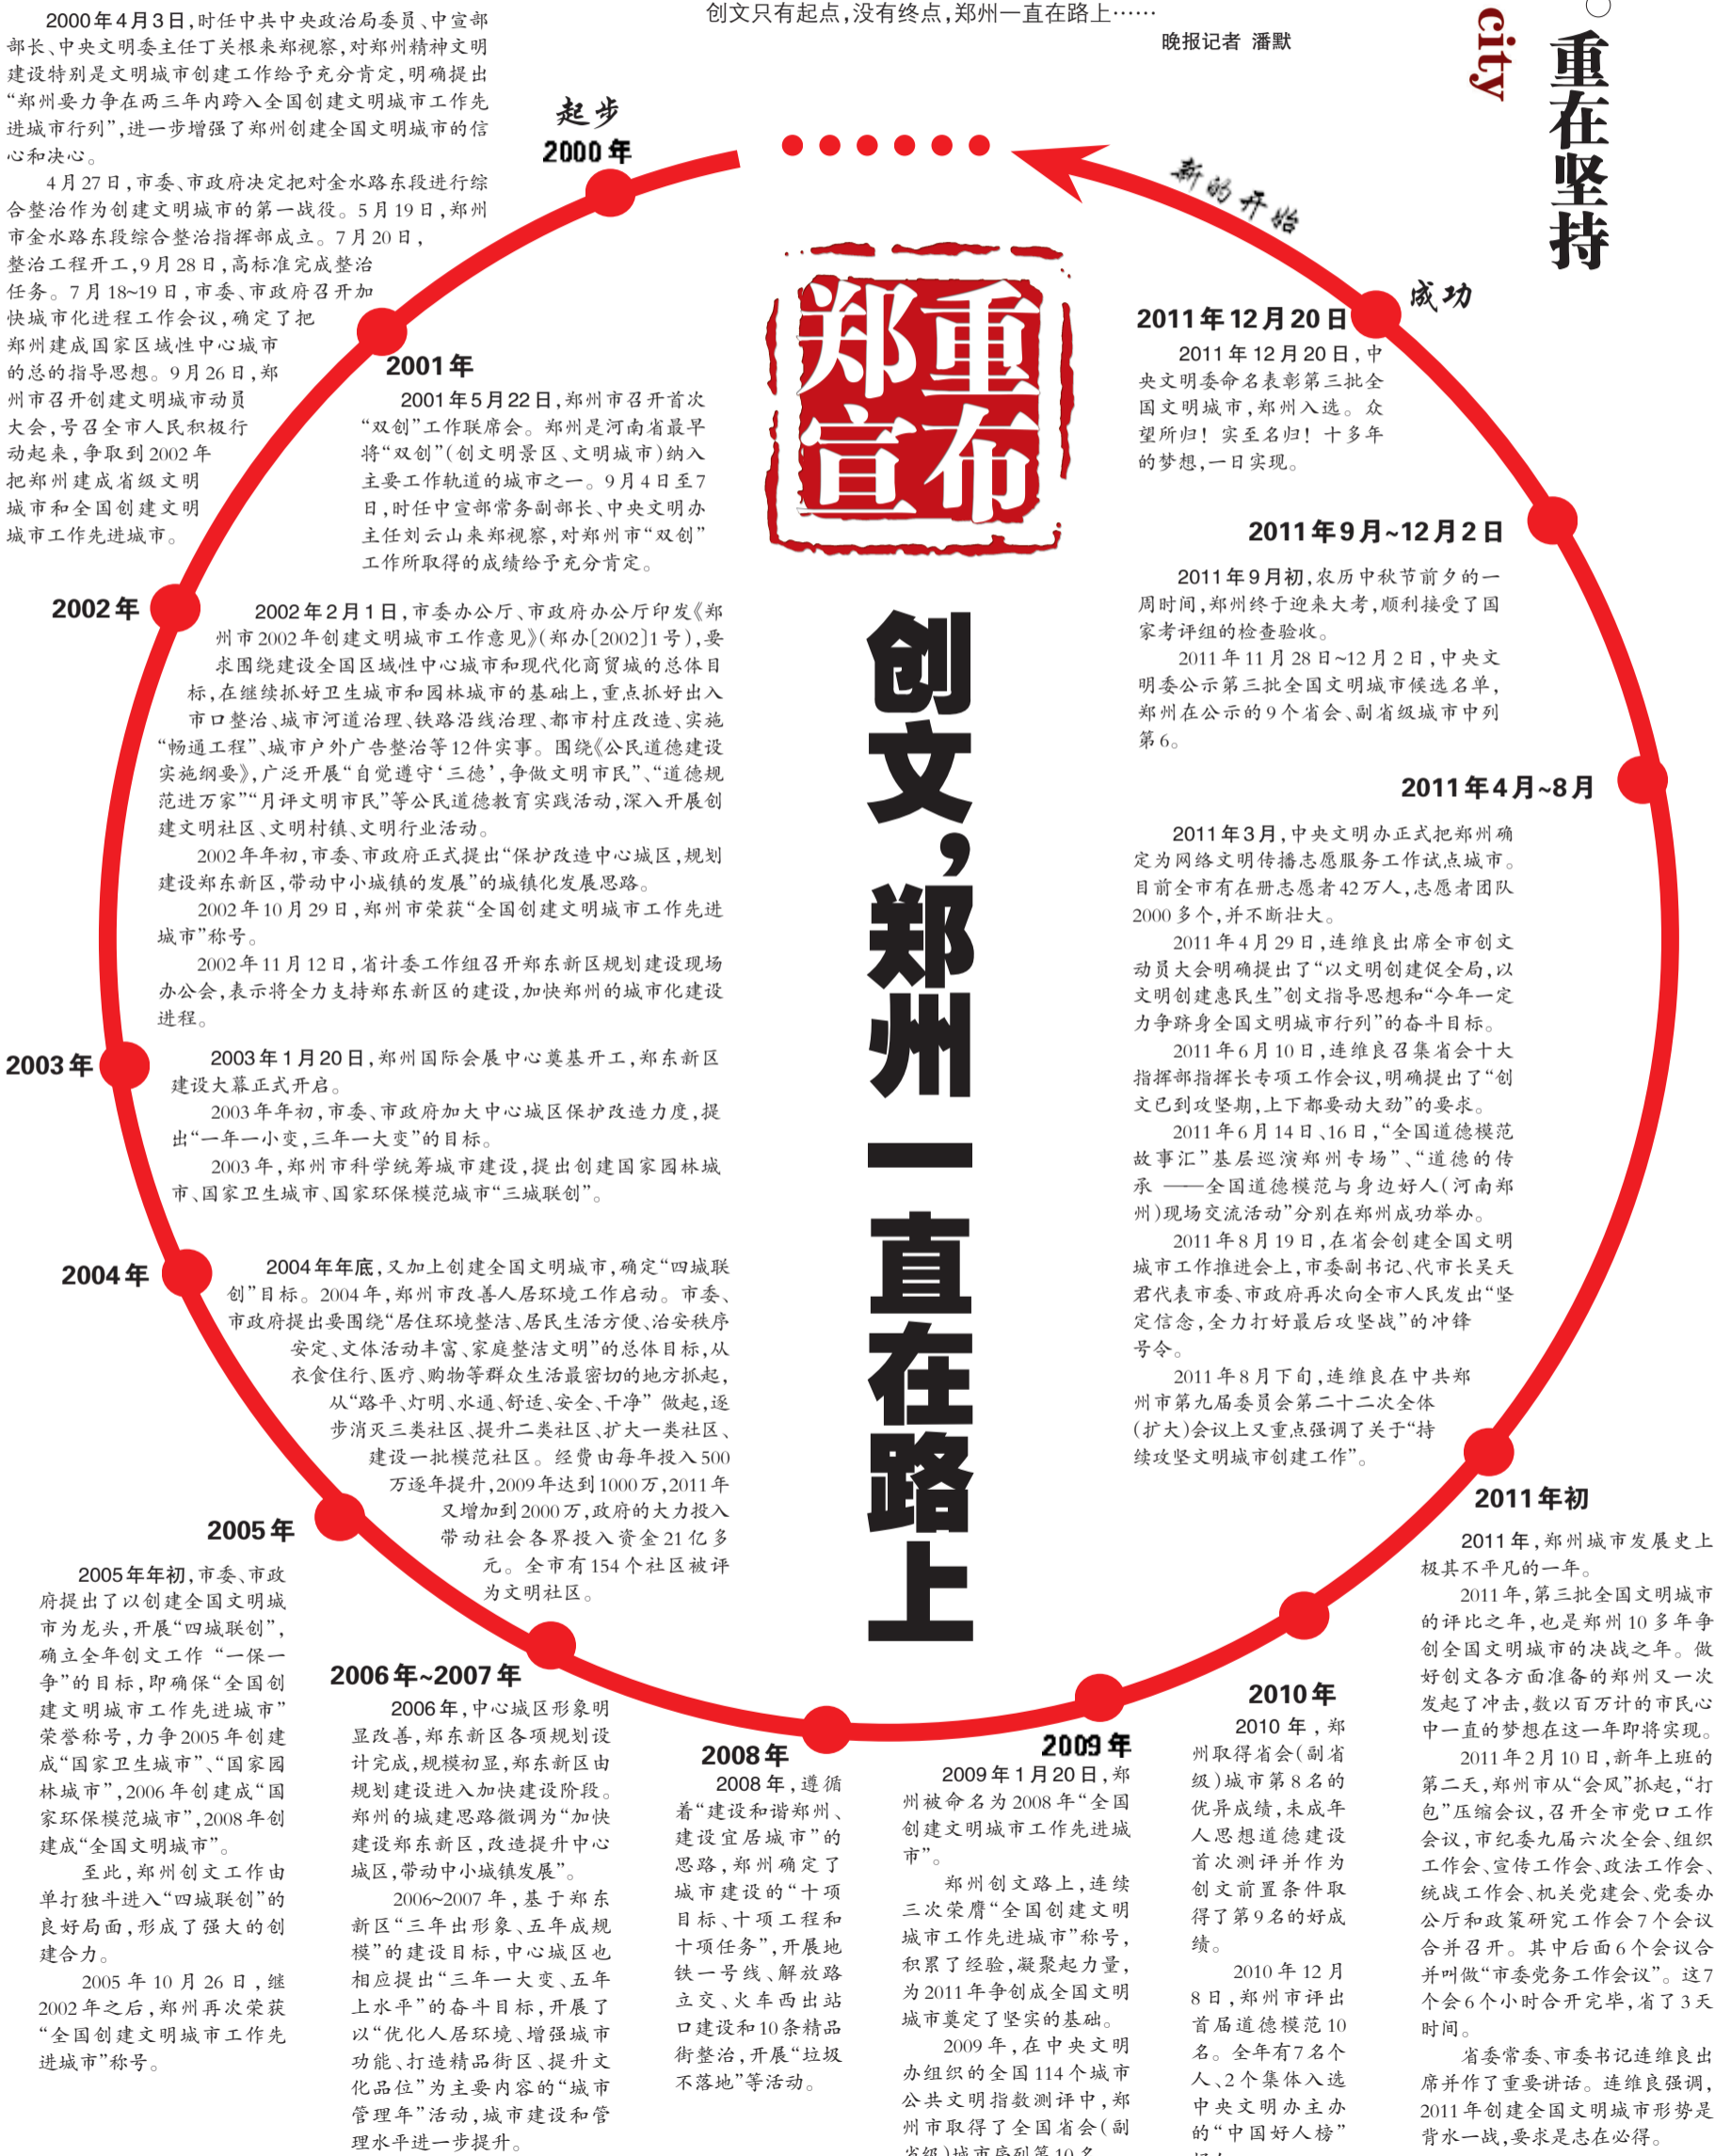 创文只有起点，没有终点，郑州一直在路上……
晚报记者 潘默
city
重在坚持
郑重
宣布
创文，郑州一直在路上
起步
2000年
2000年4月3日，时任中共中央政治局委员、中宣部
部长、中央文明委主任丁关根来郑视察，对郑州精神文明
建设特别是文明城市创建工作给予充分肯定，明确提出
“郑州要力争在两三年内跨入全国创建文明城市工作先
进城市行列”，进一步增强了郑州创建全国文明城市的信
心和决心。
4月27日，市委、市政府决定把对金水路东段进行综
合整治作为创建文明城市的第一战役。5月19日，郑州
市金水路东段综合整治指挥部成立。7月20日，
整治工程开工，9月28日，高标准完成整治
任务。7月18~19日，市委、市政府召开加
快城市化进程工作会议，确定了把
郑州建成国家区域性中心城市
的总的指导思想。9月26日，郑
州市召开创建文明城市动员
大会，号召全市人民积极行
动起来，争取到2002年
把郑州建成省级文明
城市和全国创建文明
城市工作先进城市。
2001年
2001年5月22日，郑州市召开首次
“双创”工作联席会。郑州是河南省最早
将“双创”（创文明景区、文明城市）纳入
主要工作轨道的城市之一。9月4日至7
日，时任中宣部常务副部长、中央文明办
主任刘云山来郑视察，对郑州市“双创”
工作所取得的成绩给予充分肯定。
2002年
2002年2月1日，市委办公厅、市政府办公厅印发《郑
州市2002年创建文明城市工作意见》（郑办〔2002〕1号），要
求围绕建设全国区域性中心城市和现代化商贸城的总体目
标，在继续抓好卫生城市和园林城市的基础上，重点抓好出入
市口整治、城市河道治理、铁路沿线治理、都市村庄改造、实施
“畅通工程”、城市户外广告整治等12件实事。围绕《公民道德建设
实施纲要》，广泛开展“自觉遵守‘三德’，争做文明市民”、“道德规
范进万家”“月评文明市民”等公民道德教育实践活动，深入开展创
建文明社区、文明村镇、文明行业活动。
2002年年初，市委、市政府正式提出“保护改造中心城区，规划
建设郑东新区，带动中小城镇的发展”的城镇化发展思路。
2002年10月29日，郑州市荣获“全国创建文明城市工作先进
城市”称号。
2002年11月12日，省计委工作组召开郑东新区规划建设现场
办公会，表示将全力支持郑东新区的建设，加快郑州的城市化建设
进程。
2003年
2003年1月20日，郑州国际会展中心奠基开工，郑东新区
建设大幕正式开启。
2003年年初，市委、市政府加大中心城区保护改造力度，提
出“一年一小变，三年一大变”的目标。
2003年，郑州市科学统筹城市建设，提出创建国家园林城
市、国家卫生城市、国家环保模范城市“三城联创”。
2004年
2004年年底，又加上创建全国文明城市，确定“四城联
创”目标。2004年，郑州市改善人居环境工作启动。市委、
市政府提出要围绕“居住环境整洁、居民生活方便、治安秩序
安定、文体活动丰富、家庭整洁文明”的总体目标，从
衣食住行、医疗、购物等群众生活最密切的地方抓起，
从“路平、灯明、水通、舒适、安全、干净” 做起，逐
步消灭三类社区、提升二类社区、扩大一类社区、
建设一批模范社区。经费由每年投入500
万逐年提升，2009年达到1000万，2011年
又增加到2000万，政府的大力投入
带动社会各界投入资金21亿多
元。全市有154个社区被评
为文明社区。
2005年
2005年年初，市委、市政
府提出了以创建全国文明城
市为龙头，开展“四城联创”，
确立全年创文工作 “一保一
争”的目标，即确保“全国创
建文明城市工作先进城市”
荣誉称号，力争2005年创建
成“国家卫生城市”、“国家园
林城市”，2006年创建成“国
家环保模范城市”，2008年创
建成“全国文明城市”。
至此，郑州创文工作由
单打独斗进入“四城联创”的
良好局面，形成了强大的创
建合力。
2005年10月26日，继
2002年之后，郑州再次荣获
“全国创建文明城市工作先
进城市”称号。
2006年~2007年
2006年，中心城区形象明
显改善，郑东新区各项规划设
计完成，规模初显，郑东新区由
规划建设进入加快建设阶段。
郑州的城建思路微调为“加快
建设郑东新区，改造提升中心
城区，带动中小城镇发展”。
2006~2007年，基于郑东
新区“三年出形象、五年成规
模”的建设目标，中心城区也
相应提出“三年一大变、五年
上水平”的奋斗目标，开展了
以“优化人居环境、增强城市
功能、打造精品街区、提升文
化品位”为主要内容的“城市
管理年”活动，城市建设和管
理水平进一步提升。
2008年
2008年，遵循
着“建设和谐郑州、
建设宜居城市”的
思路，郑州确定了
城市建设的“十项
目标、十项工程和
十项任务”，开展地
铁一号线、解放路
立交、火车西出站
口建设和10条精品
街整治，开展“垃圾
不落地”等活动。
2009年
2009年1月20日，郑
州被命名为2008年“全国
创建文明城市工作先进城
市”。
郑州创文路上，连续
三次荣膺“全国创建文明
城市工作先进城市”称号，
积累了经验，凝聚起力量，
为2011年争创成全国文明
城市奠定了坚实的基础。
2009年，在中央文明
办组织的全国114个城市
公共文明指数测评中，郑
州市取得了全国省会（副
省级）城市序列第10名
2010年
2010年，郑
州取得省会（副省
级）城市第8名的
优异成绩，未成年
人思想道德建设
首次测评并作为
创文前置条件取
得了第9名的好成
绩。
2010年12月
8日，郑州市评出
首届道德模范10
名。全年有7名个
人、2个集体入选
中央文明办主办
的“中国好人榜”
2011年初
2011年，郑州城市发展史上
极其不平凡的一年。
2011年，第三批全国文明城市
的评比之年，也是郑州10多年争
创全国文明城市的决战之年。做
好创文各方面准备的郑州又一次
发起了冲击，数以百万计的市民心
中一直的梦想在这一年即将实现。
2011年2月10日，新年上班的
第二天，郑州市从“会风”抓起，“打
包”压缩会议，召开全市党口工作
会议，市纪委九届六次全会、组织
工作会、宣传工作会、政法工作会、
统战工作会、机关党建会、党委办
公厅和政策研究工作会7个会议
合并召开。其中后面6个会议合
并叫做“市委党务工作会议”。这7
个会6个小时合开完毕，省了3天
时间。
省委常委、市委书记连维良出
席并作了重要讲话。连维良强调，
2011年创建全国文明城市形势是
背水一战，要求是志在必得。
2011年4月~8月
2011年3月，中央文明办正式把郑州确
定为网络文明传播志愿服务工作试点城市。
目前全市有在册志愿者42万人，志愿者团队
2000多个，并不断壮大。
2011年4月29日，连维良出席全市创文
动员大会明确提出了“以文明创建促全局，以
文明创建惠民生”创文指导思想和“今年一定
力争跻身全国文明城市行列”的奋斗目标。
2011年6月10日，连维良召集省会十大
指挥部指挥长专项工作会议，明确提出了“创
文已到攻坚期，上下都要动大劲”的要求。
2011年6月14日、16日，“全国道德模范
故事汇”基层巡演郑州专场”、“道德的传
承 ——全国道德模范与身边好人（河南郑
州）现场交流活动”分别在郑州成功举办。
2011年8月19日，在省会创建全国文明
城市工作推进会上，市委副书记、代市长吴天
君代表市委、市政府再次向全市人民发出“坚
定信念，全力打好最后攻坚战”的冲锋
号令。
2011年8月下旬，连维良在中共郑
州市第九届委员会第二十二次全体
（扩大）会议上又重点强调了关于“持
续攻坚文明城市创建工作”。
2011年9月~12月2日
2011年9月初，农历中秋节前夕的一
周时间，郑州终于迎来大考，顺利接受了国
家考评组的检查验收。
2011年11月28日~12月2日，中央文
明委公示第三批全国文明城市候选名单，
郑州在公示的9个省会、副省级城市中列
第6。
成功
2011年12月20日
2011年12月20日，中
央文明委命名表彰第三批全
国文明城市，郑州入选。众
望所归！实至名归！十多年
的梦想，一日实现。
新的开始